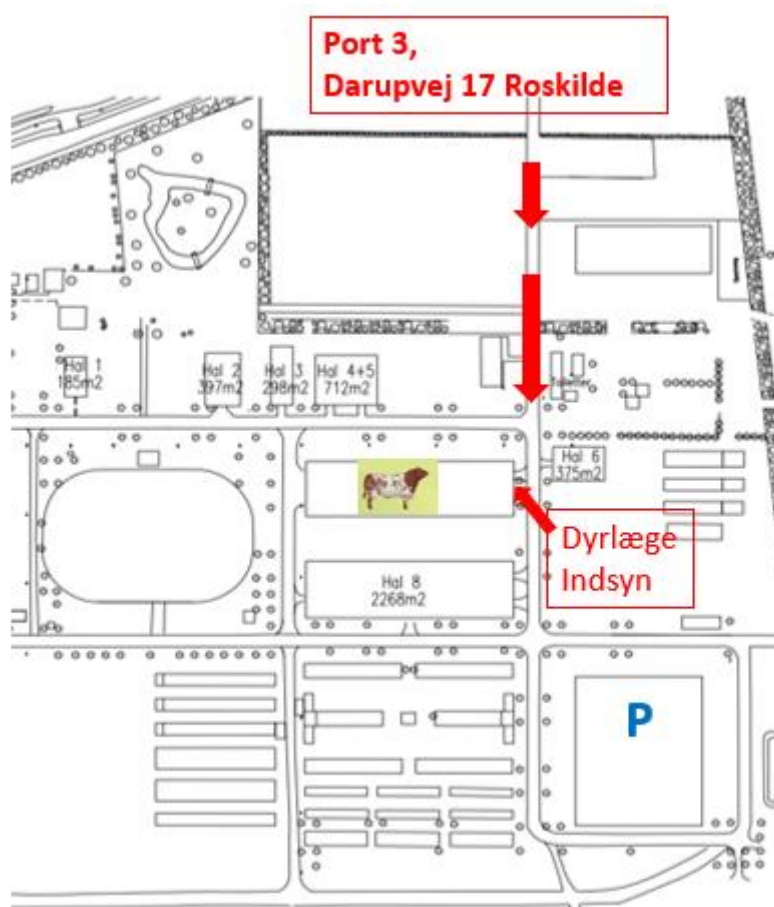 Port 3,
Darupvej 17 Roskilde
Hal 1
185m2
Hal 2
397m2
Hal 3
298m2
Hal 4+5
712m2
Toiletter
Hal 6
375m2
Dyrlæge
Indsyn
Hal 8
2268m2
P